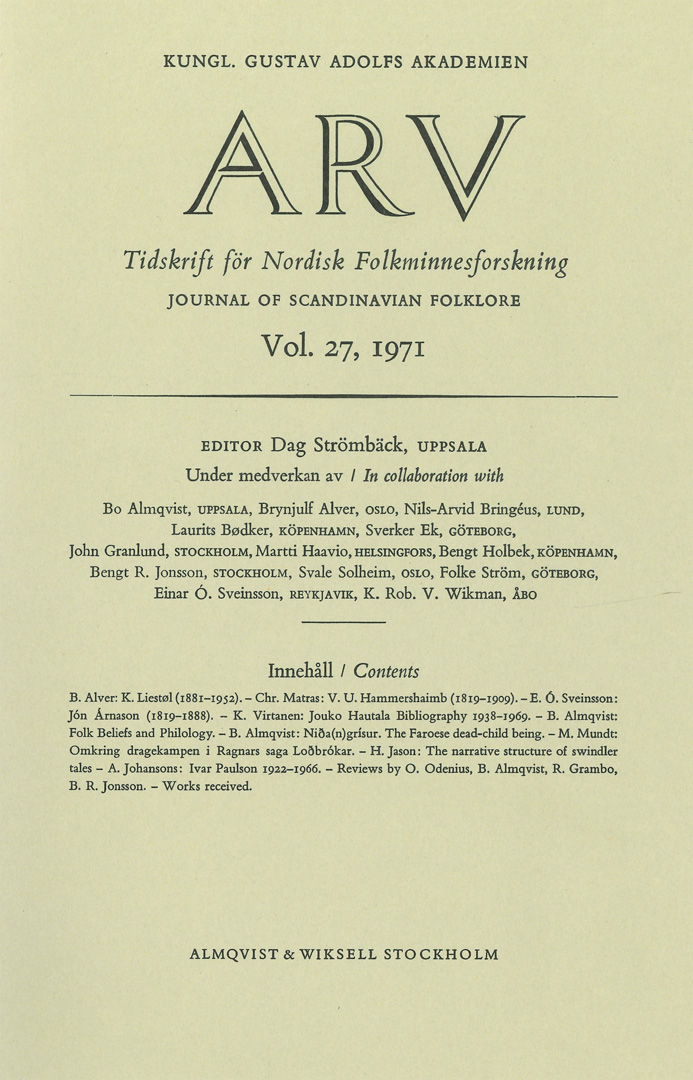 KUNGL. GUSTAV ADOLFS AKADEMIEN
ARV
Tidskrift för Nordisk Folkminnesforskning
JOURNAL OF SCANDINAVIAN FOLKLORE
Vol. 27, 1971
EDITOR Dag Strömbäck, UPPSALA
Under medverkan av / In collaboration with
Bo Almqvist, UPPSALA, Brynjulf Alver, OSLO, Nils-Arvid Bringéus, LUND,
Laurits Bødker, KÖPENHAMN, Sverker Ek, GÖTEBORG,
John Granlund, STOCKHOLM, Martti Haavio, HELSINGFORS, Bengt Holbek, KÖPENHAMN,
Bengt R. Jonsson, STOCKHOLM, Svale Solheim, OSLO, Folke Ström, GÖTEBORG,
Einar Ó. Sveinsson, REYKJAVIK, K. Rob. V. Wikman, ÅBO
Innehåll / Contents
B. Alver: K. Liestøl (1881–1952). – Chr. Matras: V. U. Hammershaimb (1819–1909). – E. Ó. Sveinsson:
Jón Árnason (1819–1888). – K. Virtanen: Jouko Hautala Bibliography 1938–1969. – B. Almqvist:
Folk Beliefs and Philology. – B. Almqvist: Niða(n)grísur. The Faroese dead-child being. – M. Mundt:
Omkring dragekampen i Ragnars saga Loðbrókar. – H. Jason: The narrative structure of swindler
tales – A. Johansons: Ivar Paulson 1922–1966. – Reviews by O. Odenius, B. Almqvist, R. Grambo,
B. R. Jonsson. – Works received.
ALMQVIST & WIKSELL STOCKHOLM